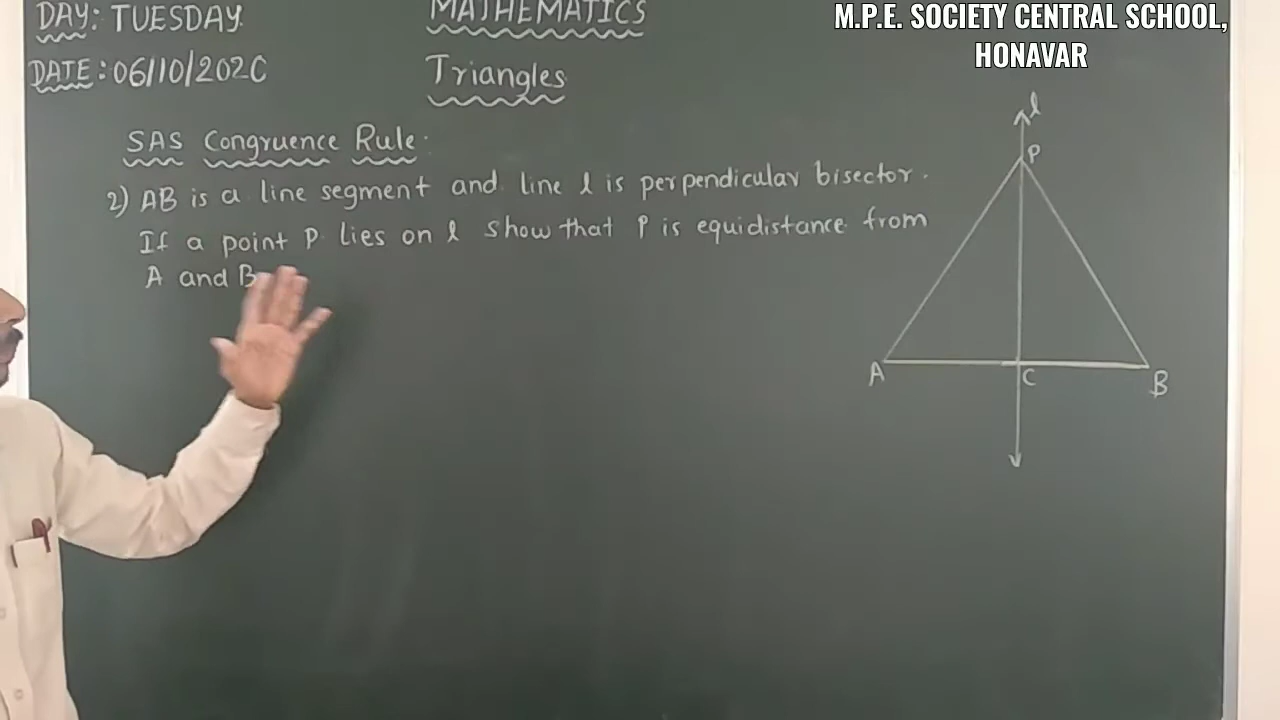 DAY: TUESDAY
MATHEMATICS
M.P.E. SOCIETY CENTRAL SCHOOL,
HONAVAR
DATE: 06/10/202C
Triangles
SAS Congruence Rule.
2) AB is a line segment and line l is perpendicular bisector.
If a point P lies on l show that P is equidistance from
A and B
l
P
A
C
B